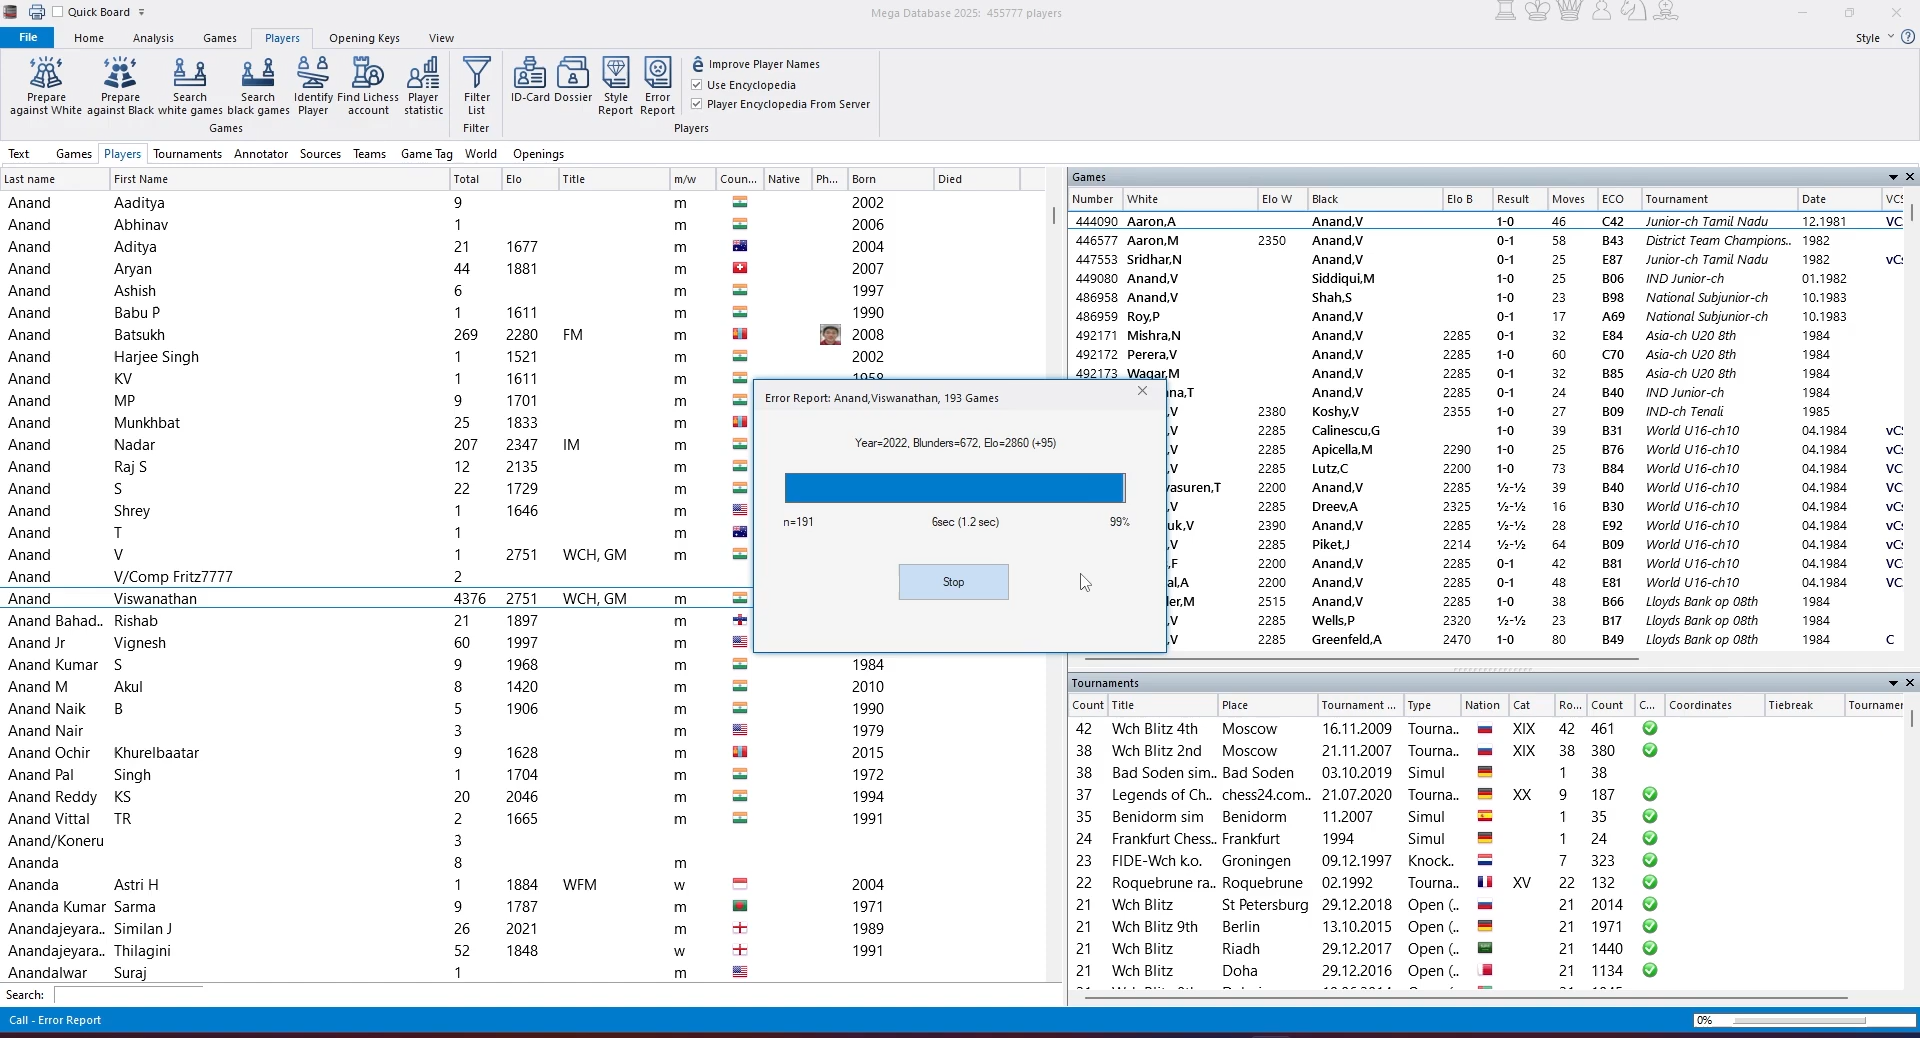 Quick Board
Mega Database 2025: 455777 players
File Home Analysis Games Players Opening Keys View
Style
Prepare against White
Prepare against Black
Search white games
Search black games
Identify Player
Find Lichess account
Player statistic
Filter List
ID-Card
Dossier
Style Report
Error Report
Improve Player Names
Use Encyclopedia
Player Encyclopedia From Server
Games Filter Players
Text Games Players Tournaments Annotator Sources Teams Game Tag World Openings
Last name First Name Total Elo Title m/w Coun... Native Ph... Born Died
Anand Aaditya 9 m 2002
Anand Abhinav 1 m 2006
Anand Aditya 21 1677 m 2004
Anand Aryan 44 1881 m 2007
Anand Ashish 6 m 1997
Anand Babu P 1 1611 m 1990
Anand Batsukh 269 2280 FM m 2008
Anand Harjee Singh 1 1521 m 2002
Anand KV 1 1611 m 1958
Anand MP 9 1701 m
Anand Munkhbat 25 1833 m
Anand Nadar 207 2347 IM m
Anand Raj S 12 2135 m
Anand S 22 1729 m
Anand Shrey 1 1646 m
Anand T 1 m
Anand V 1 2751 WCH, GM m
Anand V/Comp Fritz7777 2
Anand Viswanathan 4376 2751 WCH, GM m
Anand Bahad.. Rishab 21 1897 m
Anand Jr Vignesh 60 1997 m
Anand Kumar S 9 1968 m 1984
Anand M Akul 8 1420 m 2010
Anand Naik B 5 1906 m 1990
Anand Nair 3 1979
Anand Ochir Khurelbaatar 9 1628 m 2015
Anand Pal Singh 1 1704 m 1972
Anand Reddy KS 20 2046 m 1994
Anand Vittal TR 2 1665 m 1991
Anand/Koneru 3
Ananda 8 m
Ananda Astri H 1 1884 WFM w 2004
Ananda Kumar Sarma 9 1787 m 1971
Anandajeyara.. Similan J 26 2021 m 1989
Anandajeyara.. Thilagini 52 1848 w 1991
Anandalwar Suraj 1 m
Search:
Call - Error Report
0%
Error Report: Anand,Viswanathan, 193 Games
Year=2022, Blunders=672, Elo=2860 (+95)
n=191 6sec (1.2 sec) 99%
Stop
Games
Number White Elo W Black Elo B Result Moves ECO Tournament Date VCS
444090 Aaron,A Anand,V 1-0 46 C42 Junior-ch Tamil Nadu 12.1981 VC
446577 Aaron,M 2350 Anand,V 0-1 58 B43 District Team Champions.. 1982
447553 Sridhar,N Anand,V 0-1 25 E87 Junior-ch Tamil Nadu 1982 vC
449080 Anand,V Siddiqui,M 1-0 25 B06 IND Junior-ch 01.1982
486958 Anand,V Shah,S 1-0 23 B98 National Subjunior-ch 10.1983
486959 Roy,P Anand,V 0-1 17 A69 National Subjunior-ch 10.1983
492171 Mishra,N Anand,V 2285 0-1 32 E84 Asia-ch U20 8th 1984
492172 Perera,V Anand,V 2285 1-0 60 C70 Asia-ch U20 8th 1984
492173 Waqar,M Anand,V 2285 0-1 32 B85 Asia-ch U20 8th 1984
na,T Anand,V 2285 0-1 24 B40 IND Junior-ch 1984
,V 2380 Koshy,V 2355 1-0 27 B09 IND-ch Tenali 1985
,V 2285 Calinescu,G 1-0 39 B31 World U16-ch10 04.1984 vC
,V 2285 Apicella,M 2290 1-0 25 B76 World U16-ch10 04.1984 VC
,V 2285 Lutz,C 2200 1-0 73 B84 World U16-ch10 04.1984 vC
yasuren,T 2200 Anand,V 2285 ½-½ 39 B40 World U16-ch10 04.1984 VC
,V 2285 Dreev,A 2325 ½-½ 16 B30 World U16-ch10 04.1984 vC
uk,V 2390 Anand,V 2285 ½-½ 28 E92 World U16-ch10 04.1984 vC
,V 2285 Piket,J 2214 ½-½ 64 B09 World U16-ch10 04.1984 vC
,F 2200 Anand,V 2285 0-1 42 B81 World U16-ch10 04.1984 VC
al,A 2200 Anand,V 2285 0-1 48 E81 World U16-ch10 04.1984 VC
er,M 2515 Anand,V 2285 1-0 38 B66 Lloyds Bank op 08th 1984
,V 2285 Wells,P 2320 ½-½ 23 B17 Lloyds Bank op 08th 1984
,V 2285 Greenfeld,A 2470 1-0 80 B49 Lloyds Bank op 08th 1984 C
Tournaments
Count Title Place Tournament ... Type Nation Cat Ro... Count C... Coordinates Tiebreak Tournamen
42 Wch Blitz 4th Moscow 16.11.2009 Tourna.. XIX 42 461
38 Wch Blitz 2nd Moscow 21.11.2007 Tourna.. XIX 38 380
38 Bad Soden sim.. Bad Soden 03.10.2019 Simul 1 38
37 Legends of Ch.. chess24.com.. 21.07.2020 Tourna.. XX 9 187
35 Benidorm sim Benidorm 11.2007 Simul 1 35
24 Frankfurt Chess.. Frankfurt 1994 Simul 1 24
23 FIDE-Wch k.o. Groningen 09.12.1997 Knock.. 7 323
22 Roquebrune ra.. Roquebrune 02.1992 Tourna.. XV 22 132
21 Wch Blitz St Petersburg 29.12.2018 Open (.. 21 2014
21 Wch Blitz 9th Berlin 13.10.2015 Open (.. 21 1971
21 Wch Blitz Riadh 29.12.2017 Open (.. 21 1440
21 Wch Blitz Doha 29.12.2016 Open (.. 21 1134